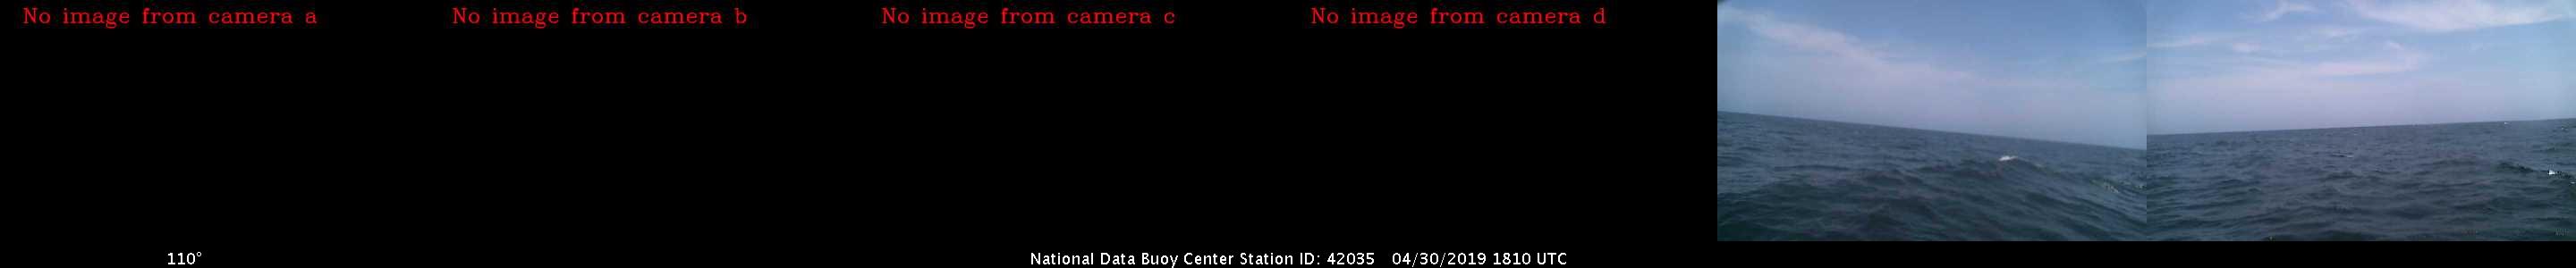 No image from camera a
No image from camera b
No image from camera c
No image from camera d
110°
National Data Buoy Center Station ID: 42035 04/30/2019 1810 UTC